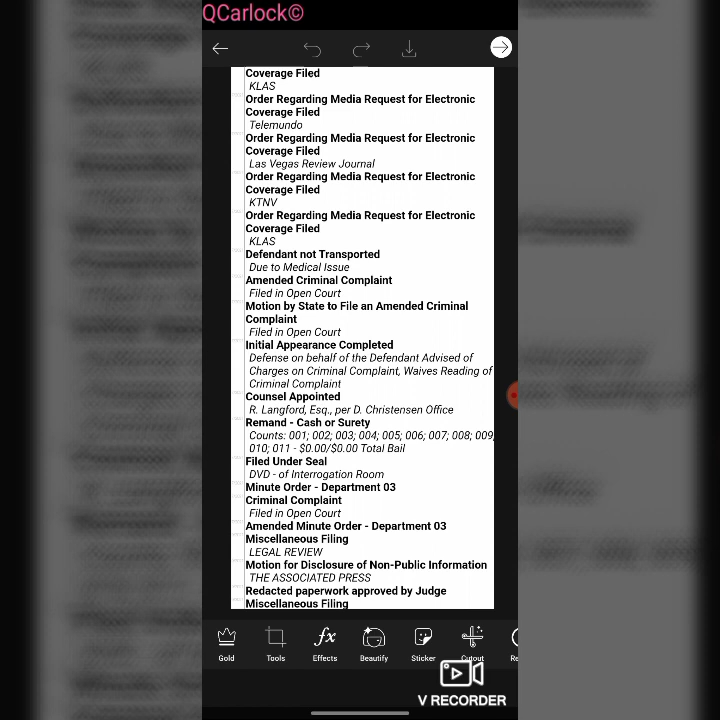 QCarlock©
Coverage Filed
KLAS
Order Regarding Media Request for Electronic
Coverage Filed
Telemundo
Order Regarding Media Request for Electronic
Coverage Filed
Las Vegas Review Journal
Order Regarding Media Request for Electronic
Coverage Filed
KTNV
Order Regarding Media Request for Electronic
Coverage Filed
KLAS
Defendant not Transported
Due to Medical Issue
Amended Criminal Complaint
Filed in Open Court
Motion by State to File an Amended Criminal
Complaint
Filed in Open Court
Initial Appearance Completed
Defense on behalf of the Defendant Advised of
Charges on Criminal Complaint, Waives Reading of
Criminal Complaint
Counsel Appointed
R. Langford, Esq., per D. Christensen Office
Remand - Cash or Surety
Counts: 001; 002; 003; 004; 005; 006; 007; 008; 009;
010; 011 - $0.00/$0.00 Total Bail
Filed Under Seal
DVD - of Interrogation Room
Minute Order - Department 03
Criminal Complaint
Filed in Open Court
Amended Minute Order - Department 03
Miscellaneous Filing
LEGAL REVIEW
Motion for Disclosure of Non-Public Information
THE ASSOCIATED PRESS
Redacted paperwork approved by Judge
Miscellaneous Filing
fx
Gold Tools Effects Beautify Sticker Cutout Re
V RECORDER